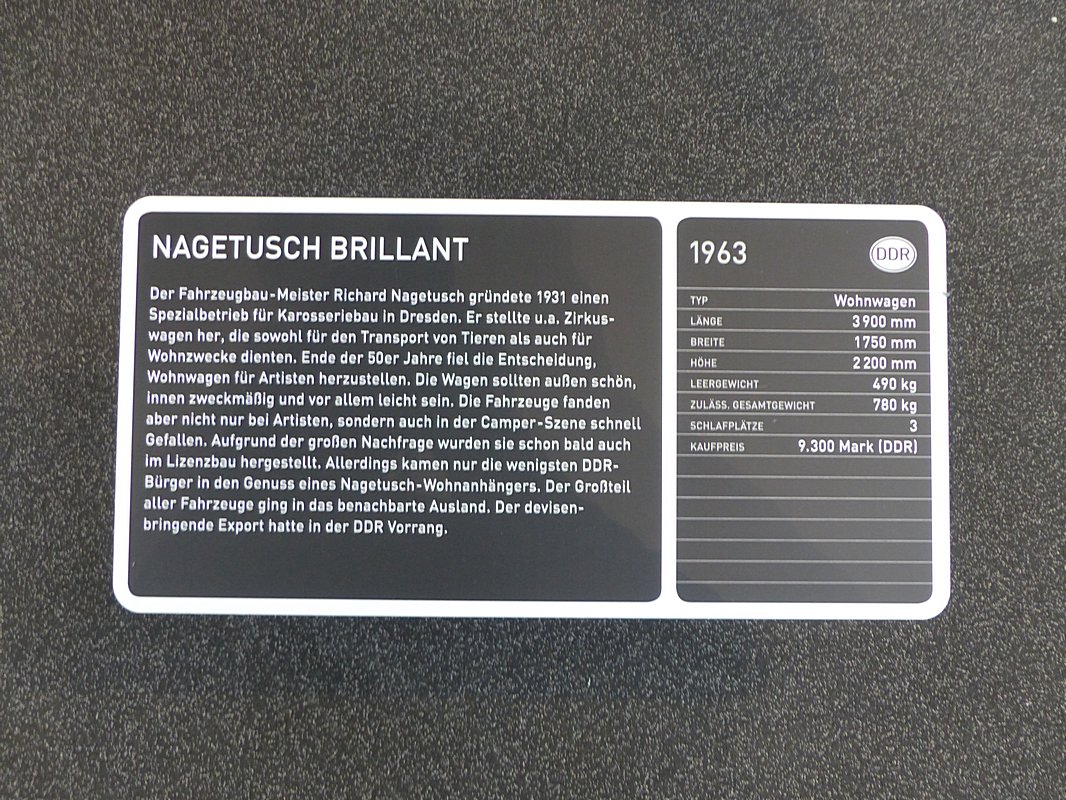 NAGETUSCH BRILLANT
Der Fahrzeugbau-Meister Richard Nagetusch gründete 1931 einen
Spezialbetrieb für Karosseriebau in Dresden. Er stellte u.a. Zirkus-
wagen her, die sowohl für den Transport von Tieren als auch für
Wohnzwecke dienten. Ende der 50er Jahre fiel die Entscheidung,
Wohnwagen für Artisten herzustellen. Die Wagen sollten außen schön,
innen zweckmäßig und vor allem leicht sein. Die Fahrzeuge fanden
aber nicht nur bei Artisten, sondern auch in der Camper-Szene schnell
Gefallen. Aufgrund der großen Nachfrage wurden sie schon bald auch
im Lizenzbau hergestellt. Allerdings kamen nur die wenigsten DDR-
Bürger in den Genuss eines Nagetusch-Wohnanhängers. Der Großteil
aller Fahrzeuge ging in das benachbarte Ausland. Der devisen-
bringende Export hatte in der DDR Vorrang.
1963 DDR
TYP Wohnwagen
LÄNGE 3 900 mm
BREITE 1 750 mm
HÖHE 2 200 mm
LEERGEWICHT 490 kg
ZULÄSS. GESAMTGEWICHT 780 kg
SCHLAFPLÄTZE 3
KAUFPREIS 9.300 Mark (DDR)